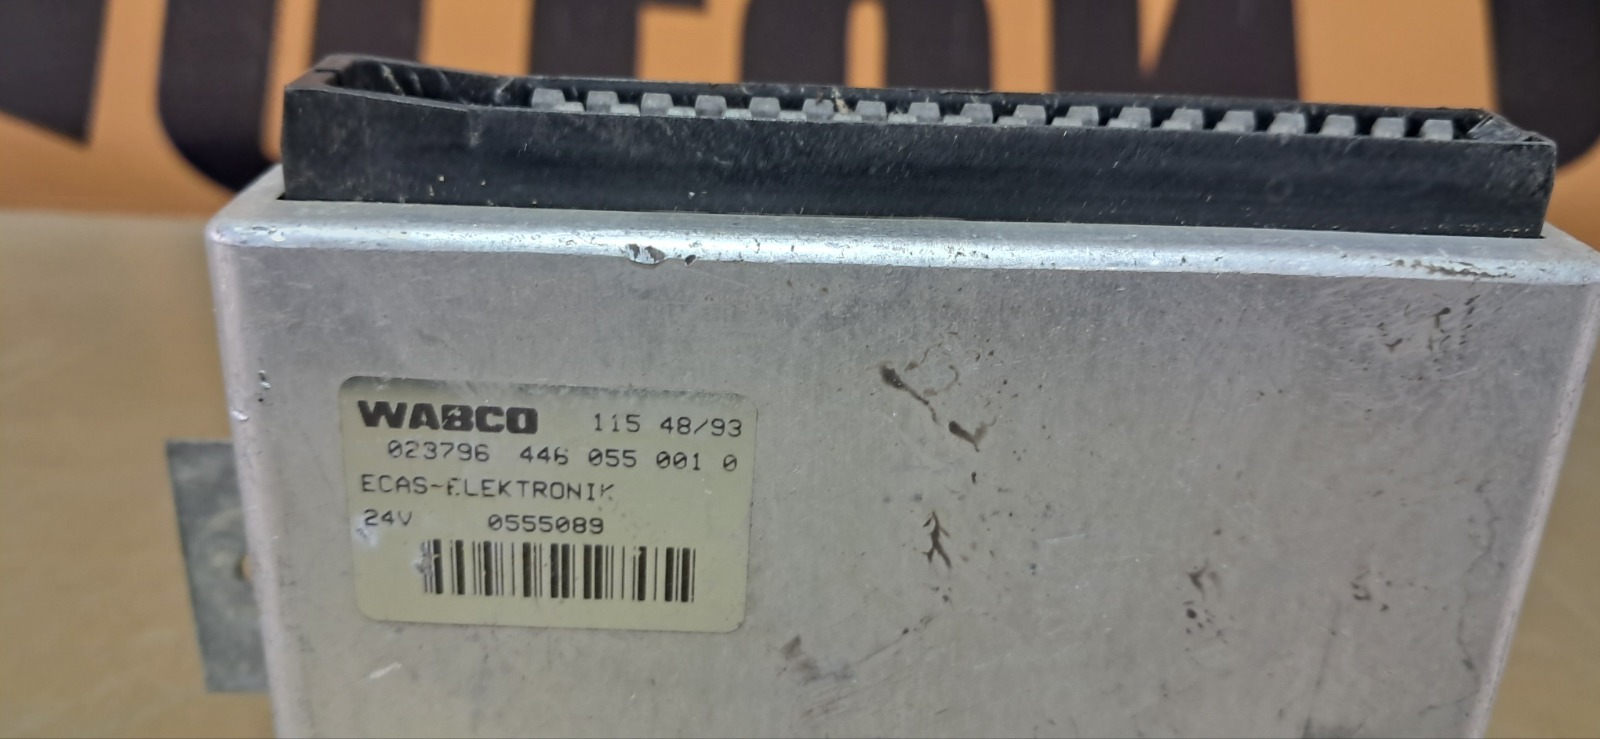 WABCO 115 48/93
023796 446 055 001 0
ECAS-ELEKTRONIK
24V 0555089